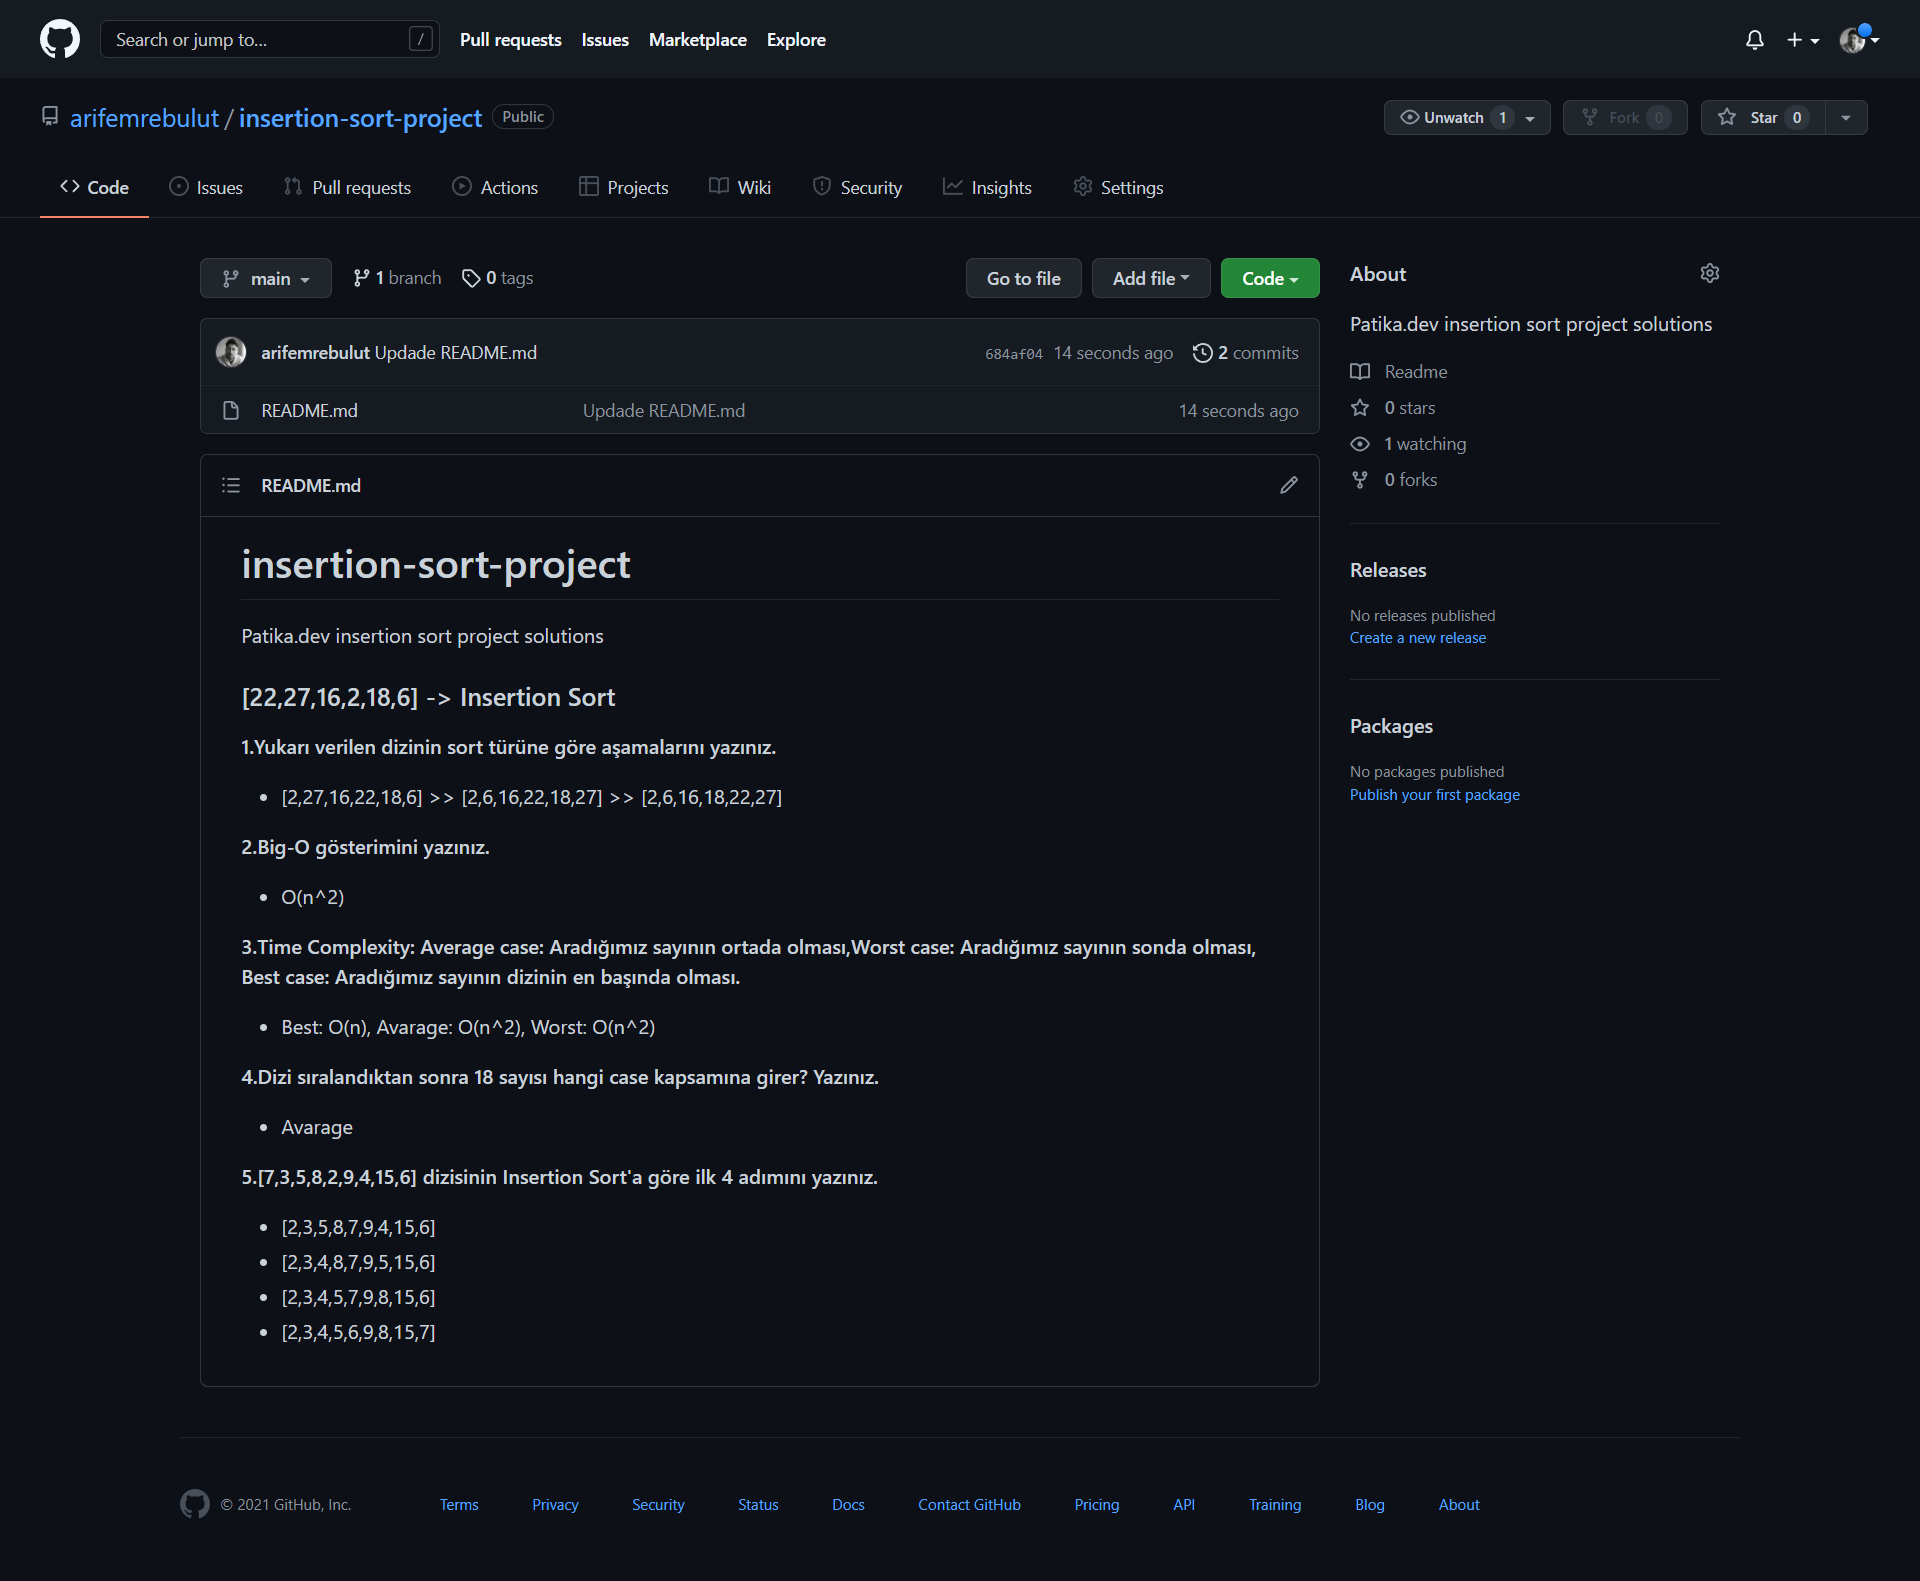 Search or jump to... /
Pull requests Issues Marketplace Explore
arifemrebulut / insertion-sort-project Public
Unwatch 1 Fork 0 Star 0
Code Issues Pull requests Actions Projects Wiki Security Insights Settings
main 1 branch 0 tags Go to file Add file Code
arifemrebulut Updade README.md 684af04 14 seconds ago 2 commits
README.md Updade README.md 14 seconds ago
README.md
insertion-sort-project
Patika.dev insertion sort project solutions
[22,27,16,2,18,6] -> Insertion Sort
1.Yukarı verilen dizinin sort türüne göre aşamalarını yazınız.
• [2,27,16,22,18,6] >> [2,6,16,22,18,27] >> [2,6,16,18,22,27]
2.Big-O gösterimini yazınız.
• O(n^2)
3.Time Complexity: Average case: Aradığımız sayının ortada olması,Worst case: Aradığımız sayının sonda olması,
Best case: Aradığımız sayının dizinin en başında olması.
• Best: O(n), Avarage: O(n^2), Worst: O(n^2)
4.Dizi sıralandıktan sonra 18 sayısı hangi case kapsamına girer? Yazınız.
• Avarage
5.[7,3,5,8,2,9,4,15,6] dizisinin Insertion Sort'a göre ilk 4 adımını yazınız.
• [2,3,5,8,7,9,4,15,6]
• [2,3,4,8,7,9,5,15,6]
• [2,3,4,5,7,9,8,15,6]
• [2,3,4,5,6,9,8,15,7]
About
Patika.dev insertion sort project solutions
Readme
0 stars
1 watching
0 forks
Releases
No releases published
Create a new release
Packages
No packages published
Publish your first package
© 2021 GitHub, Inc. Terms Privacy Security Status Docs Contact GitHub Pricing API Training Blog About